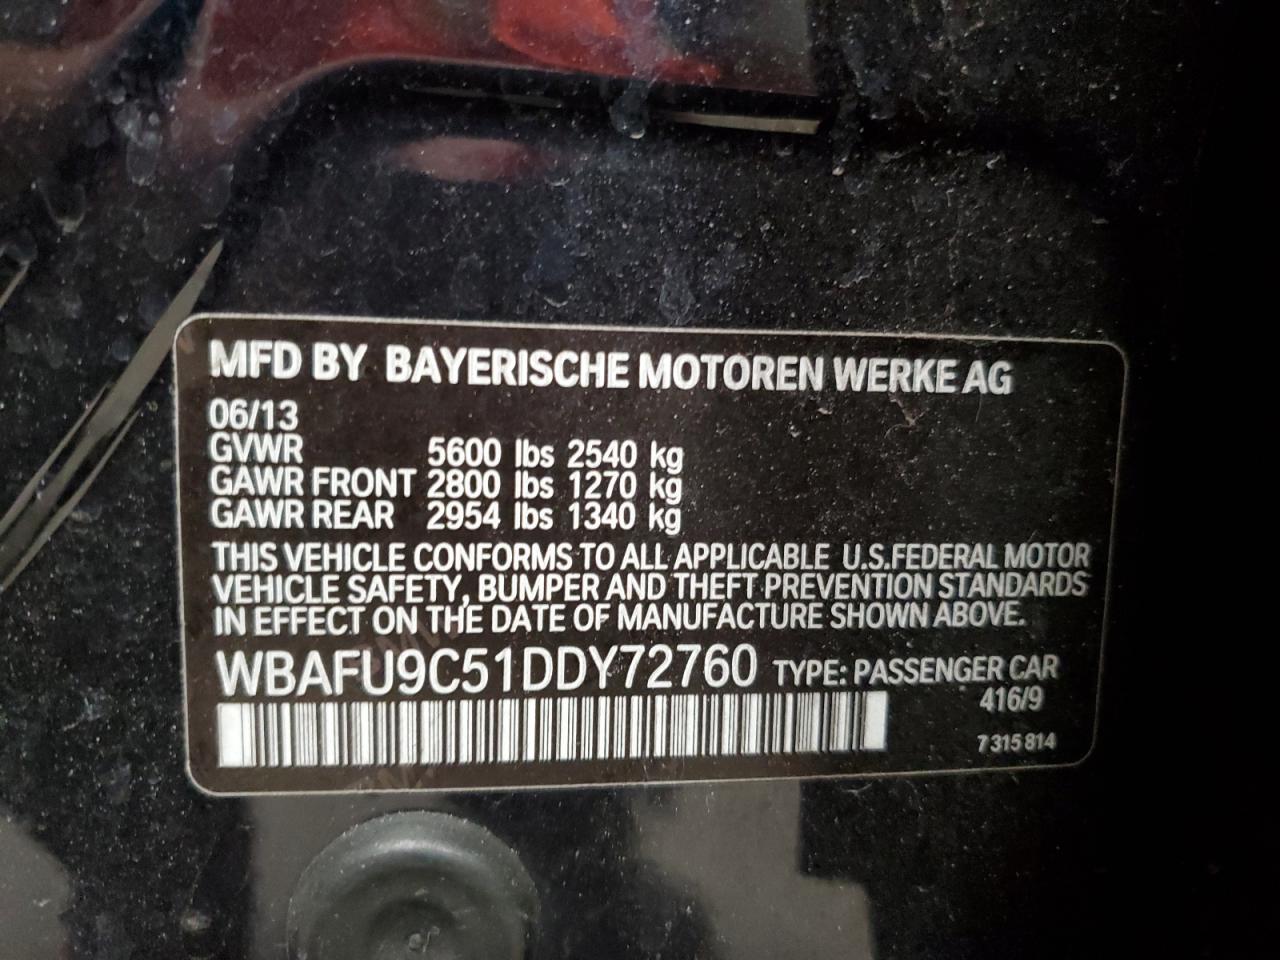 MFD BY BAYERISCHE MOTOREN WERKE AG
06/13
GVWR 5600 lbs 2540 kg
GAWR FRONT 2800 lbs 1270 kg
GAWR REAR 2954 lbs 1340 kg
THIS VEHICLE CONFORMS TO ALL APPLICABLE U.S.FEDERAL MOTOR
VEHICLE SAFETY, BUMPER AND THEFT PREVENTION STANDARDS
IN EFFECT ON THE DATE OF MANUFACTURE SHOWN ABOVE.
WBAFU9C51DDY72760 TYPE: PASSENGER CAR
416/9
7 315 814